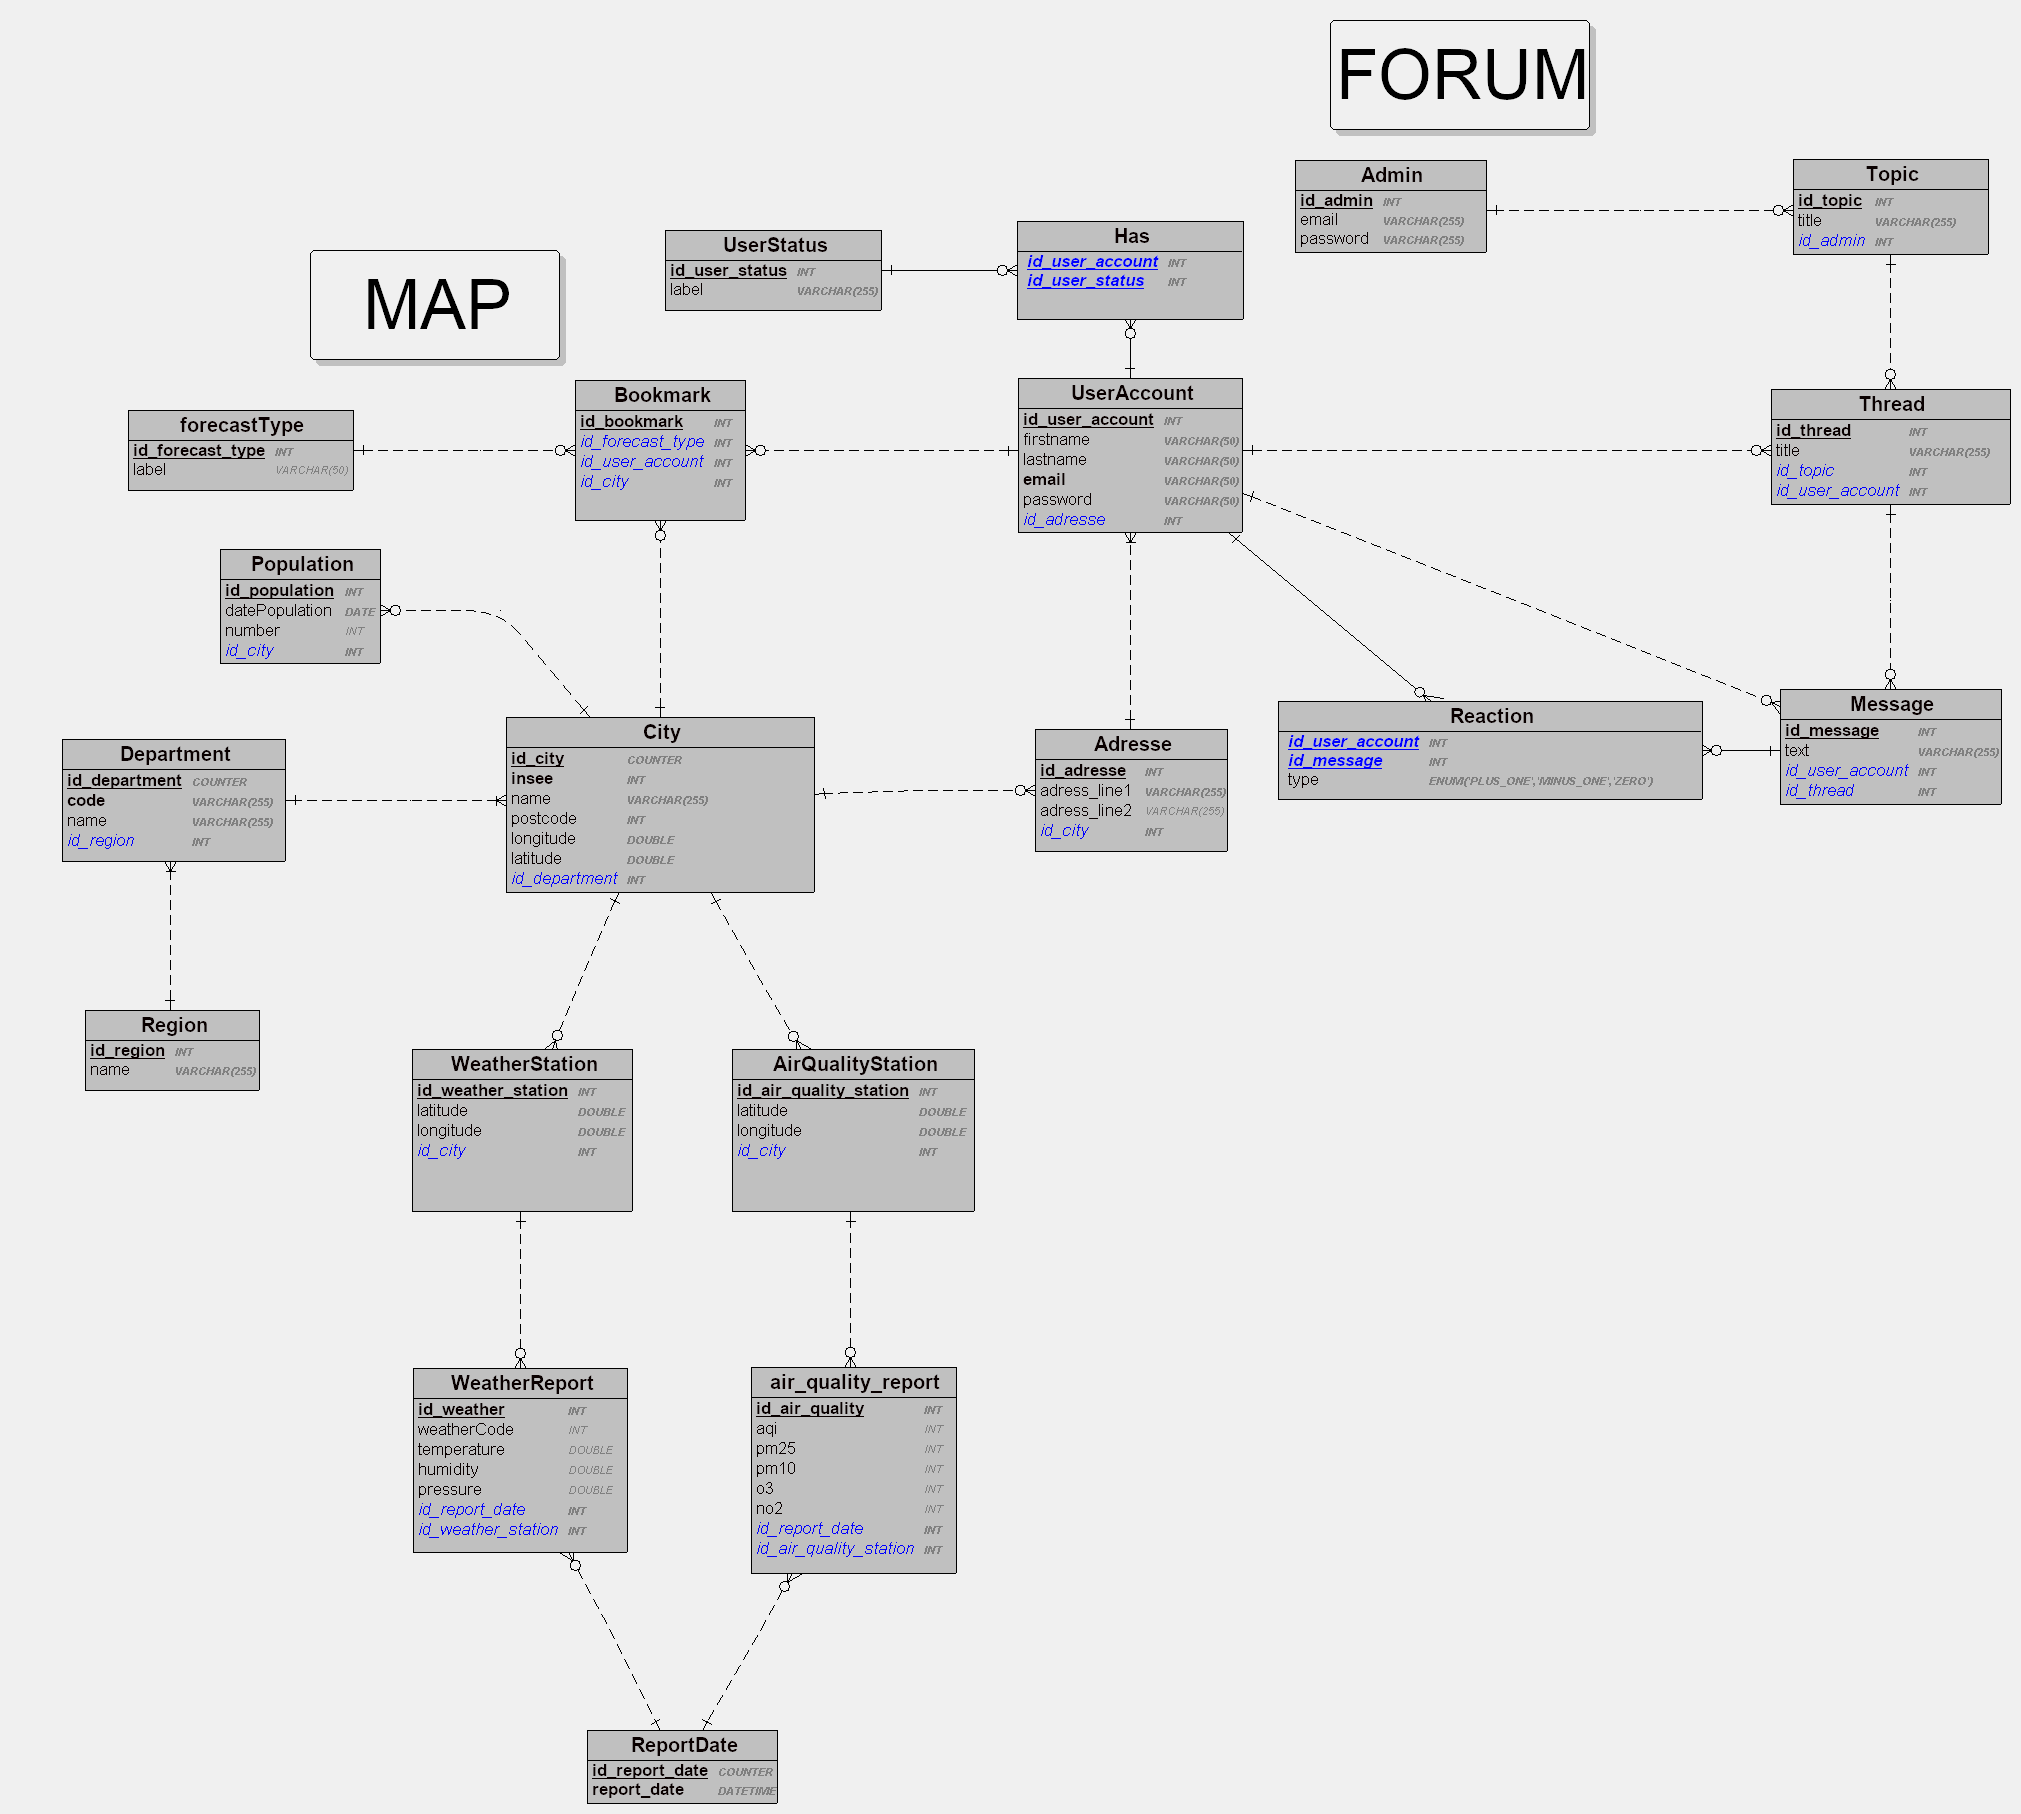 FORUM
MAP
Admin
id_admin INT
email VARCHAR(255)
password VARCHAR(255)
Topic
id_topic INT
title VARCHAR(255)
id_admin INT
UserStatus
id_user_status INT
label VARCHAR(255)
Has
id_user_account INT
id_user_status INT
forecastType
id_forecast_type INT
label VARCHAR(50)
Bookmark
id_bookmark INT
id_forecast_type INT
id_user_account INT
id_city INT
UserAccount
id_user_account INT
firstname VARCHAR(50)
lastname VARCHAR(50)
email VARCHAR(50)
password VARCHAR(50)
id_adresse INT
Thread
id_thread INT
title VARCHAR(255)
id_topic INT
id_user_account INT
Population
id_population INT
datePopulation DATE
number INT
id_city INT
Department
id_department COUNTER
code VARCHAR(255)
name VARCHAR(255)
id_region INT
City
id_city COUNTER
insee INT
name VARCHAR(255)
postcode INT
longitude DOUBLE
latitude DOUBLE
id_department INT
Adresse
id_adresse INT
adress_line1 VARCHAR(255)
adress_line2 VARCHAR(255)
id_city INT
Reaction
id_user_account INT
id_message INT
type ENUM('PLUS_ONE','MINUS_ONE','ZERO')
Message
id_message INT
text VARCHAR(255)
id_user_account INT
id_thread INT
Region
id_region INT
name VARCHAR(255)
WeatherStation
id_weather_station INT
latitude DOUBLE
longitude DOUBLE
id_city INT
AirQualityStation
id_air_quality_station INT
latitude DOUBLE
longitude DOUBLE
id_city INT
WeatherReport
id_weather INT
weatherCode INT
temperature DOUBLE
humidity DOUBLE
pressure DOUBLE
id_report_date INT
id_weather_station INT
air_quality_report
id_air_quality INT
aqi INT
pm25 INT
pm10 INT
o3 INT
no2 INT
id_report_date INT
id_air_quality_station INT
ReportDate
id_report_date COUNTER
report_date DATETIME